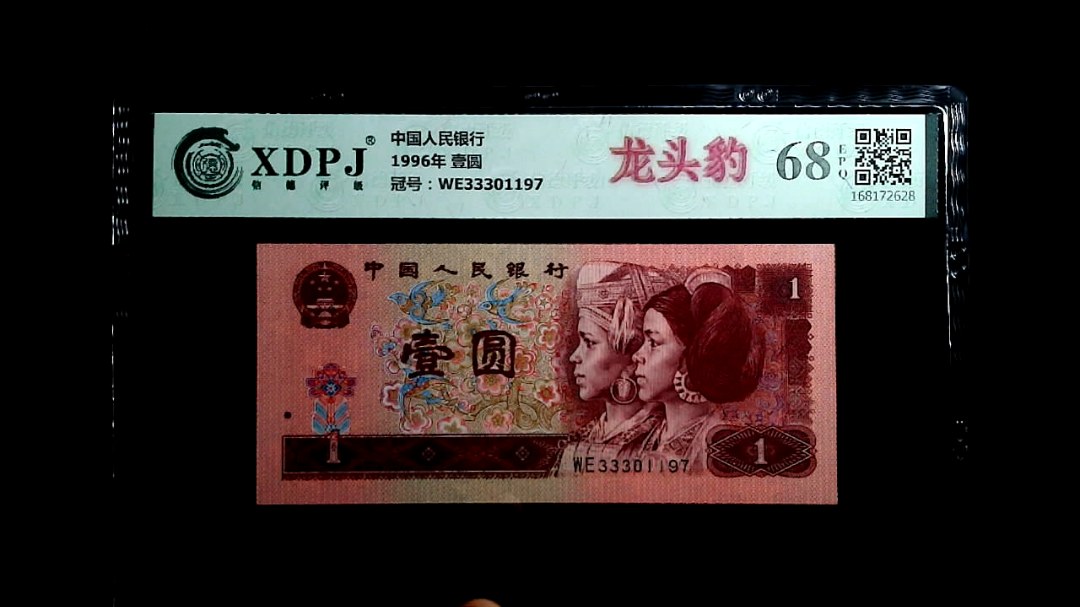 XDPJ®
信德评级
中国人民银行
1996年 壹圆
冠号：WE33301197
龙头豹
68
EPQ
168172628
中国人民银行
1
壹圆
1
1
WE33301197